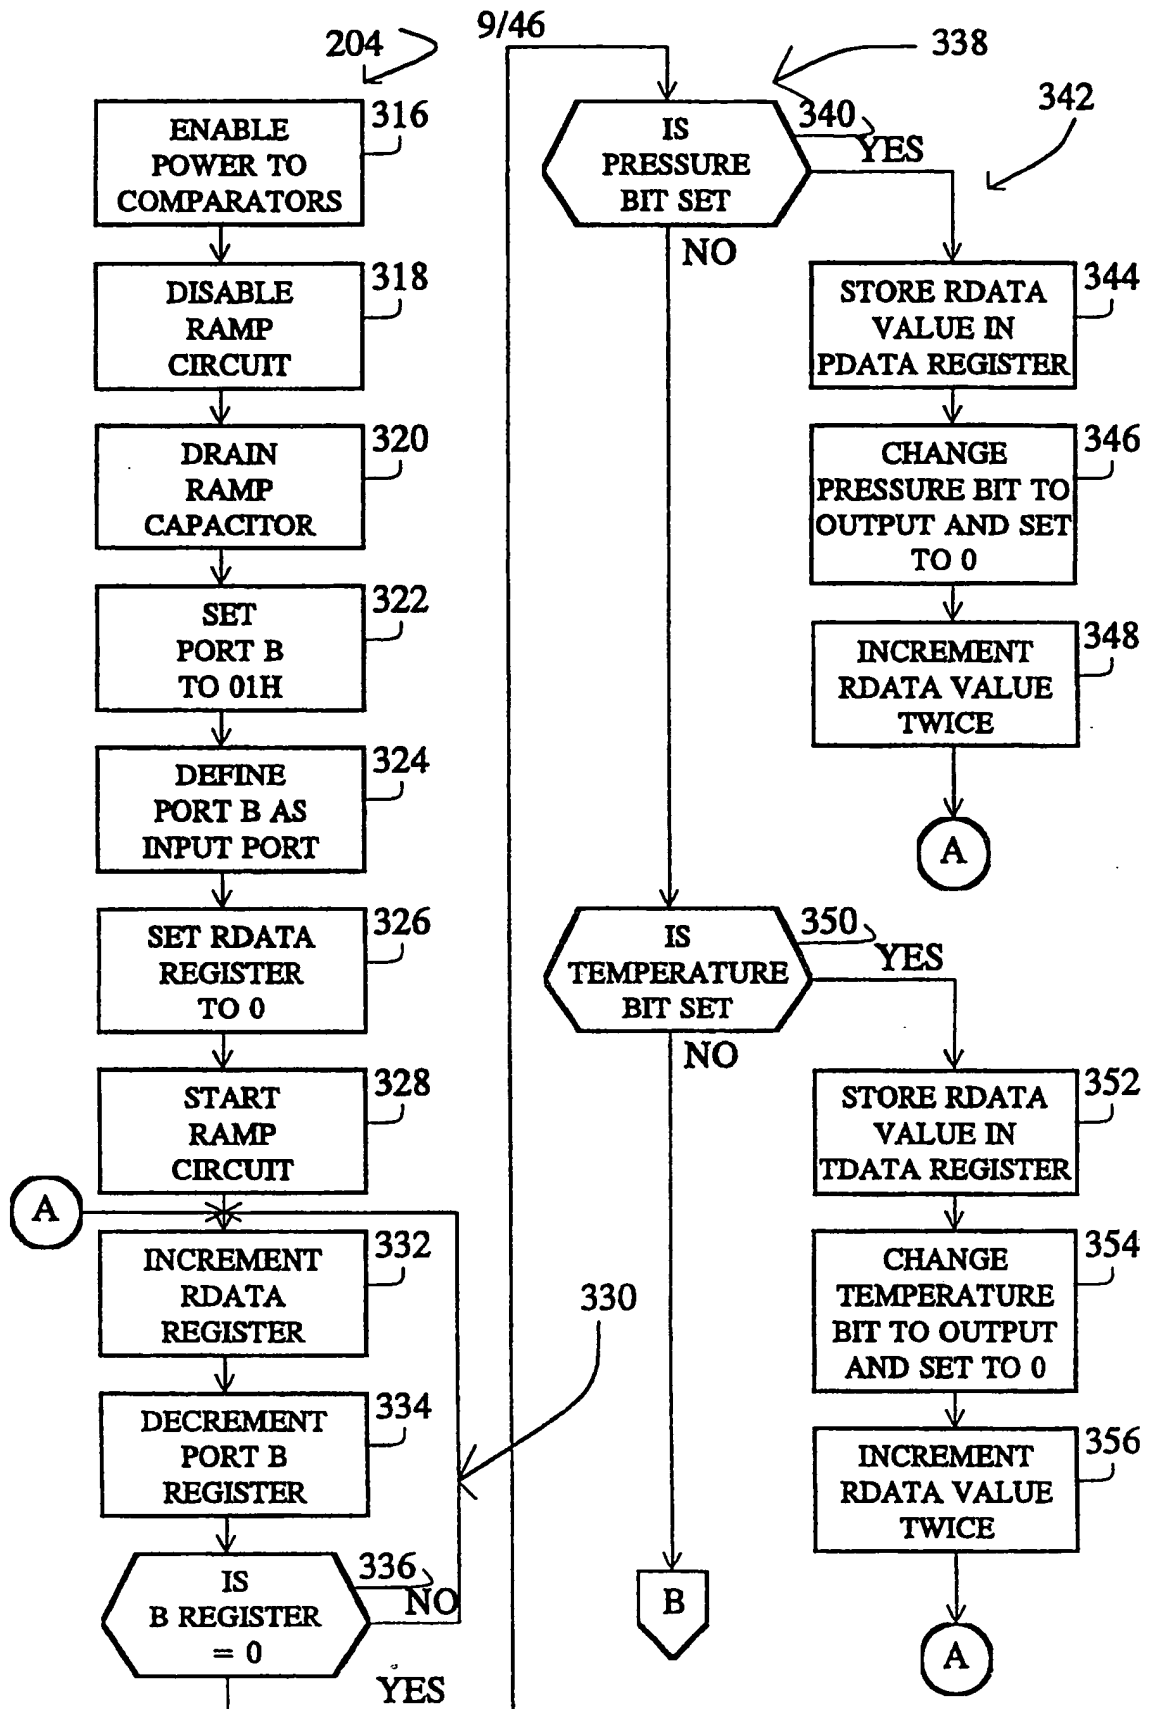 9/46
204
ENABLE
POWER TO
COMPARATORS
316
DISABLE
RAMP
CIRCUIT
318
DRAIN
RAMP
CAPACITOR
320
SET
PORT B
TO 01H
322
DEFINE
PORT B AS
INPUT PORT
324
SET RDATA
REGISTER
TO 0
326
START
RAMP
CIRCUIT
328
A
INCREMENT
RDATA
REGISTER
332
330
DECREMENT
PORT B
REGISTER
334
IS
B REGISTER
= 0
336
NO
YES
338
IS
PRESSURE
BIT SET
340
YES
NO
342
STORE RDATA
VALUE IN
PDATA REGISTER
344
CHANGE
PRESSURE BIT TO
OUTPUT AND SET
TO 0
346
INCREMENT
RDATA VALUE
TWICE
348
A
IS
TEMPERATURE
BIT SET
350
YES
NO
STORE RDATA
VALUE IN
TDATA REGISTER
352
CHANGE
TEMPERATURE
BIT TO OUTPUT
AND SET TO 0
354
INCREMENT
RDATA VALUE
TWICE
356
B
A